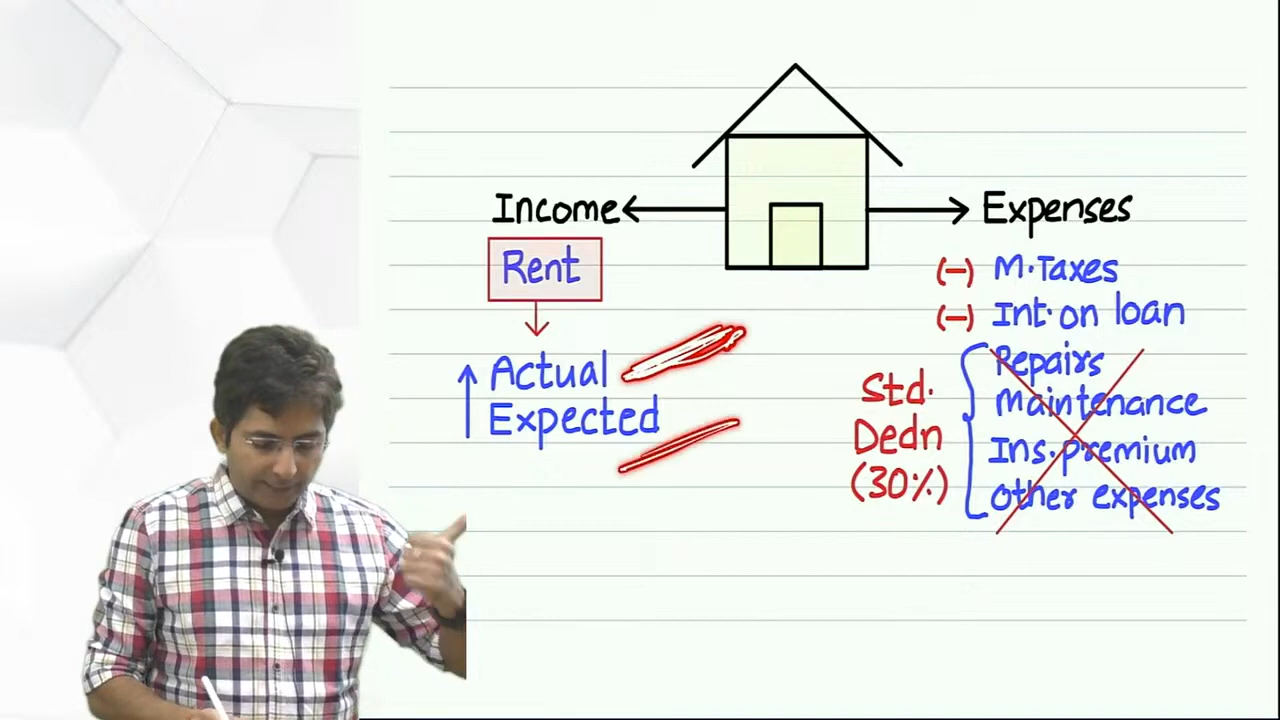 Income
Expenses
Rent
Actual
Expected
(-) M.Taxes
(-) Int.on loan
Repairs
Maintenance
Ins.premium
Other expenses
Std.
Dedn
(30%)